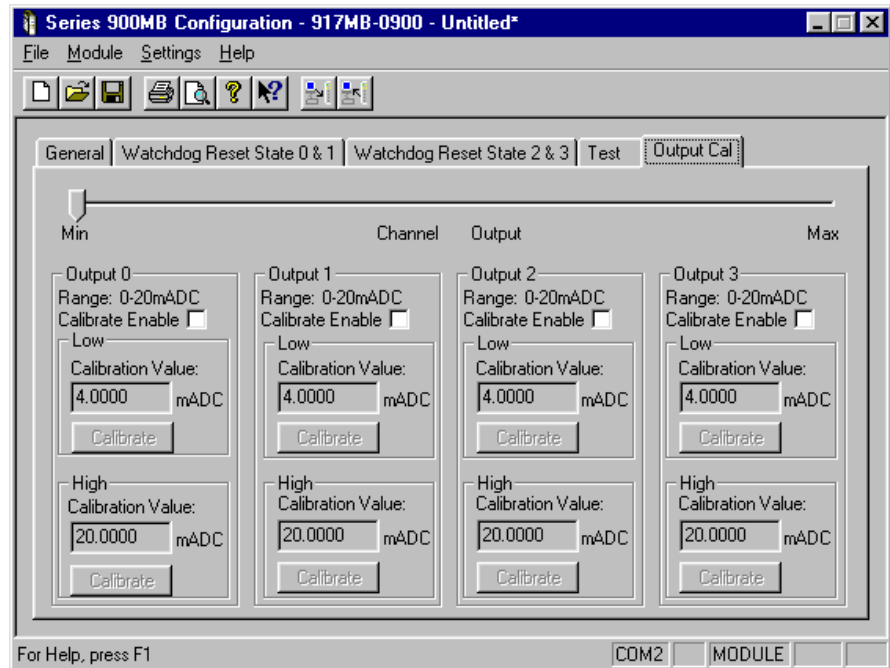 Series 900MB Configuration - 917MB-0900 - Untitled*
File Module Settings Help
General Watchdog Reset State 0 & 1 Watchdog Reset State 2 & 3 Test Output Cal
Min Channel Output Max
Output 0 Output 1 Output 2 Output 3
Range: 0-20mADC Range: 0-20mADC Range: 0-20mADC Range: 0-20mADC
Calibrate Enable Calibrate Enable Calibrate Enable Calibrate Enable
Low Low Low Low
Calibration Value: Calibration Value: Calibration Value: Calibration Value:
4.0000 mADC 4.0000 mADC 4.0000 mADC 4.0000 mADC
Calibrate Calibrate Calibrate Calibrate
High High High High
Calibration Value: Calibration Value: Calibration Value: Calibration Value:
20.0000 mADC 20.0000 mADC 20.0000 mADC 20.0000 mADC
Calibrate Calibrate Calibrate Calibrate
For Help, press F1 COM2 MODULE